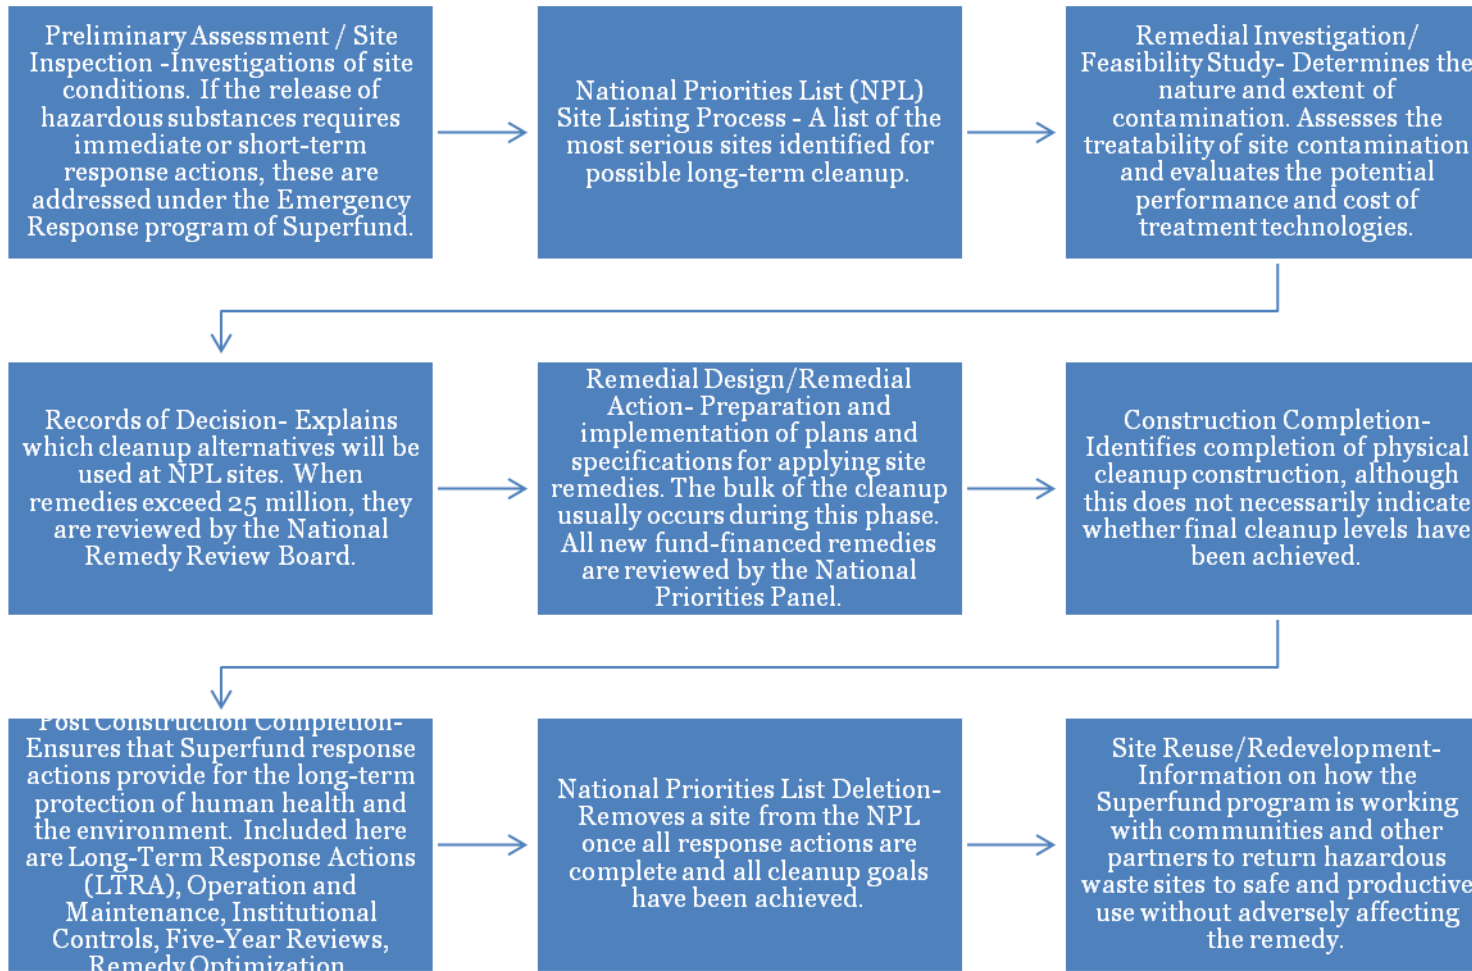 Preliminary Assessment / Site
Inspection -Investigations of site
conditions. If the release of
hazardous substances requires
immediate or short-term
response actions, these are
addressed under the Emergency
Response program of Superfund.
National Priorities List (NPL)
Site Listing Process - A list of the
most serious sites identified for
possible long-term cleanup.
Remedial Investigation/
Feasibility Study- Determines the
nature and extent of
contamination. Assesses the
treatability of site contamination
and evaluates the potential
performance and cost of
treatment technologies.
Records of Decision- Explains
which cleanup alternatives will be
used at NPL sites. When
remedies exceed 25 million, they
are reviewed by the National
Remedy Review Board.
Remedial Design/Remedial
Action- Preparation and
implementation of plans and
specifications for applying site
remedies. The bulk of the cleanup
usually occurs during this phase.
All new fund-financed remedies
are reviewed by the National
Priorities Panel.
Construction Completion-
Identifies completion of physical
cleanup construction, although
this does not necessarily indicate
whether final cleanup levels have
been achieved.
Post Construction Completion-
Ensures that Superfund response
actions provide for the long-term
protection of human health and
the environment. Included here
are Long-Term Response Actions
(LTRA), Operation and
Maintenance, Institutional
Controls, Five-Year Reviews,
Remedy Optimization
National Priorities List Deletion-
Removes a site from the NPL
once all response actions are
complete and all cleanup goals
have been achieved.
Site Reuse/Redevelopment-
Information on how the
Superfund program is working
with communities and other
partners to return hazardous
waste sites to safe and productive
use without adversely affecting
the remedy.